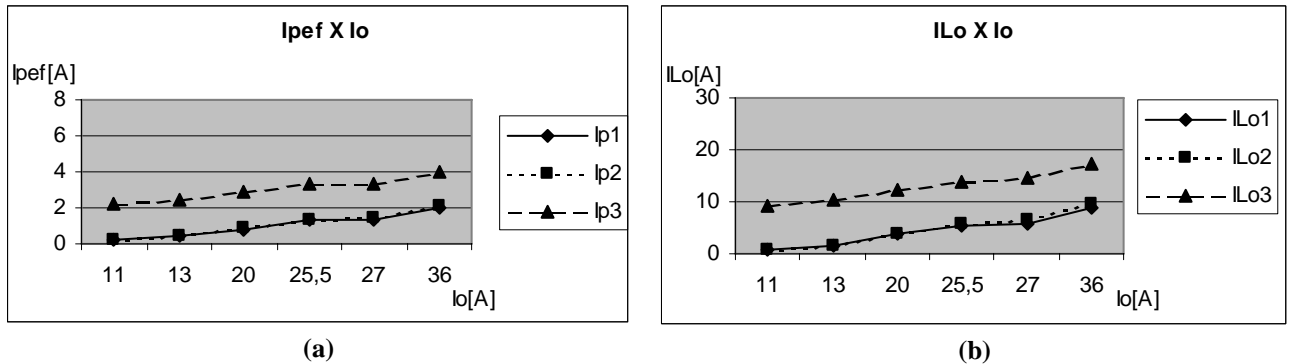 Ipef X Io
Ipef[A]
8
6
4
2
0
11 13 20 25,5 27 36
Io[A]
Ip1
Ip2
Ip3
(a)
ILo X Io
ILo[A]
30
20
10
0
11 13 20 25,5 27 36
Io[A]
ILo1
ILo2
ILo3
(b)